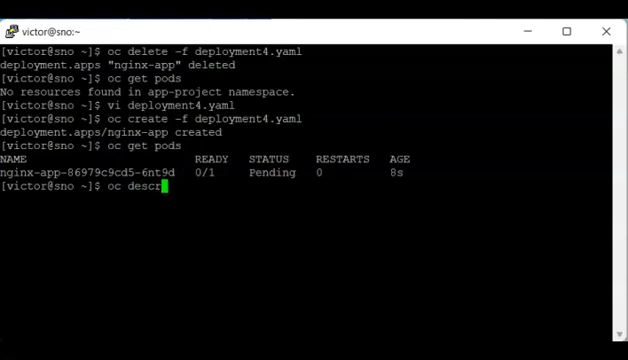 victor@sno:~
[victor@sno ~]$ oc delete -f deployment4.yaml
deployment.apps "nginx-app" deleted
[victor@sno ~]$ oc get pods
No resources found in app-project namespace.
[victor@sno ~]$ vi deployment4.yaml
[victor@sno ~]$ oc create -f deployment4.yaml
deployment.apps/nginx-app created
[victor@sno ~]$ oc get pods
NAME READY STATUS RESTARTS AGE
nginx-app-86979c9cd5-6nt9d 0/1 Pending 0 8s
[victor@sno ~]$ oc descr